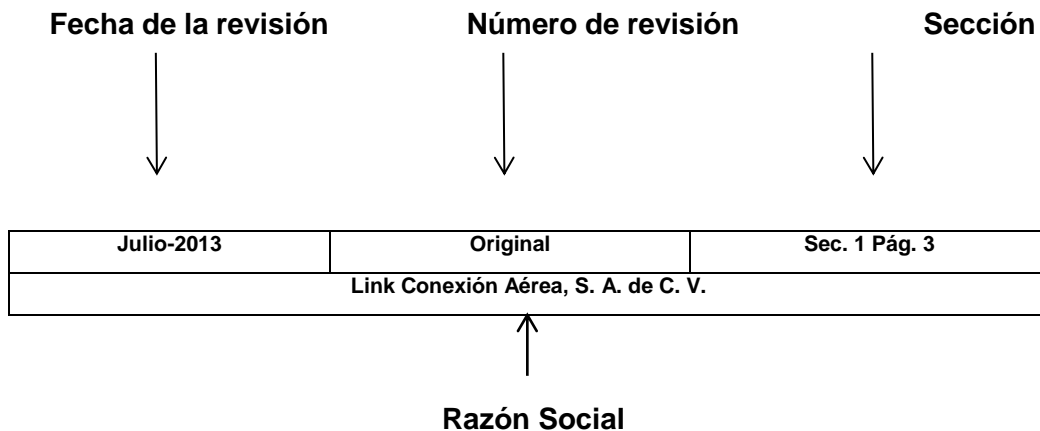 Fecha de la revisión Número de revisión Sección
Julio-2013 Original Sec. 1 Pág. 3
Link Conexión Aérea, S. A. de C. V.
Razón Social